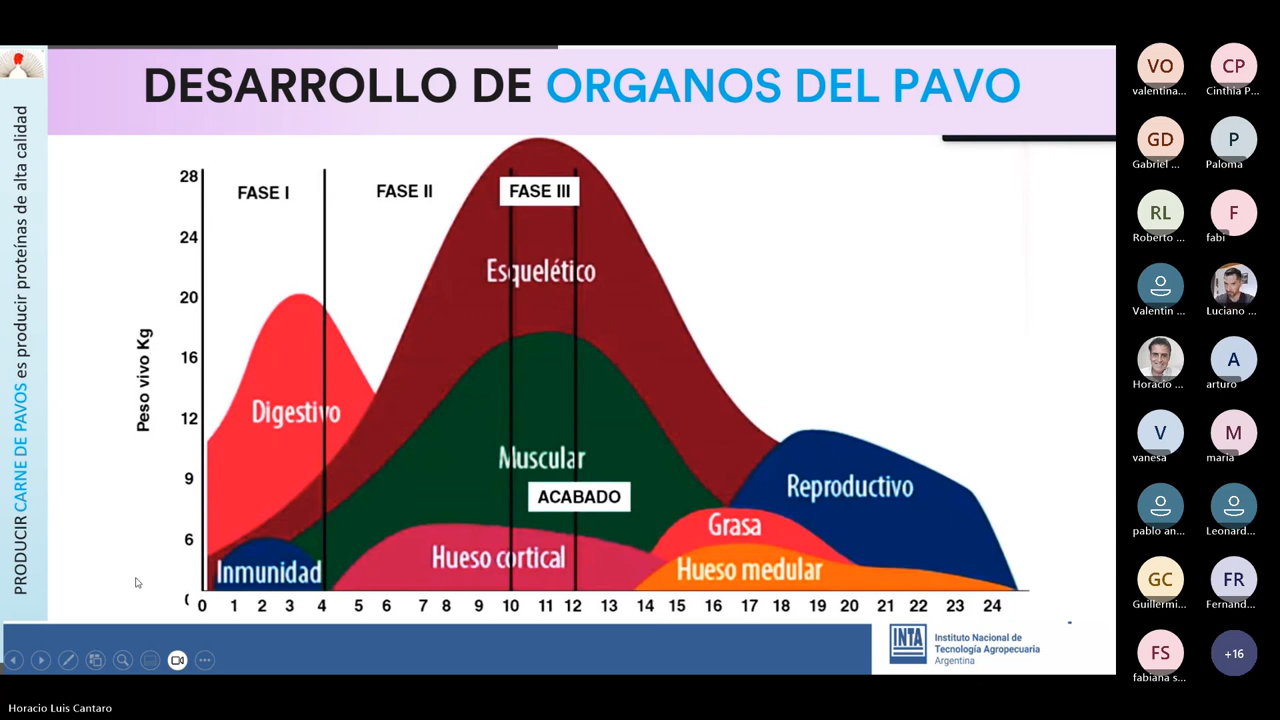 DESARROLLO DE ORGANOS DEL PAVO
PRODUCIR CARNE DE PAVOS es producir proteínas de alta calidad
FASE I
FASE II
FASE III
Peso vivo Kg
28
24
20
16
12
9
6
0 1 2 3 4 5 6 7 8 9 10 11 12 13 14 15 16 17 18 19 20 21 22 23 24
Digestivo
Esquelético
Muscular
ACABADO
Inmunidad
Hueso cortical
Grasa
Hueso medular
Reproductivo
INTA
Instituto Nacional de
Tecnología Agropecuaria
Argentina
VO
valentina...
CP
Cinthia P...
GD
Gabriel ...
P
Paloma
RL
Roberto ...
F
fabi
Valentin ...
Luciano ...
Horacio ...
A
arturo
V
vanesa
M
maria
pablo an...
Leonard...
GC
Guillermi...
FR
Fernand...
FS
fabiana s...
+16
Horacio Luis Cantaro